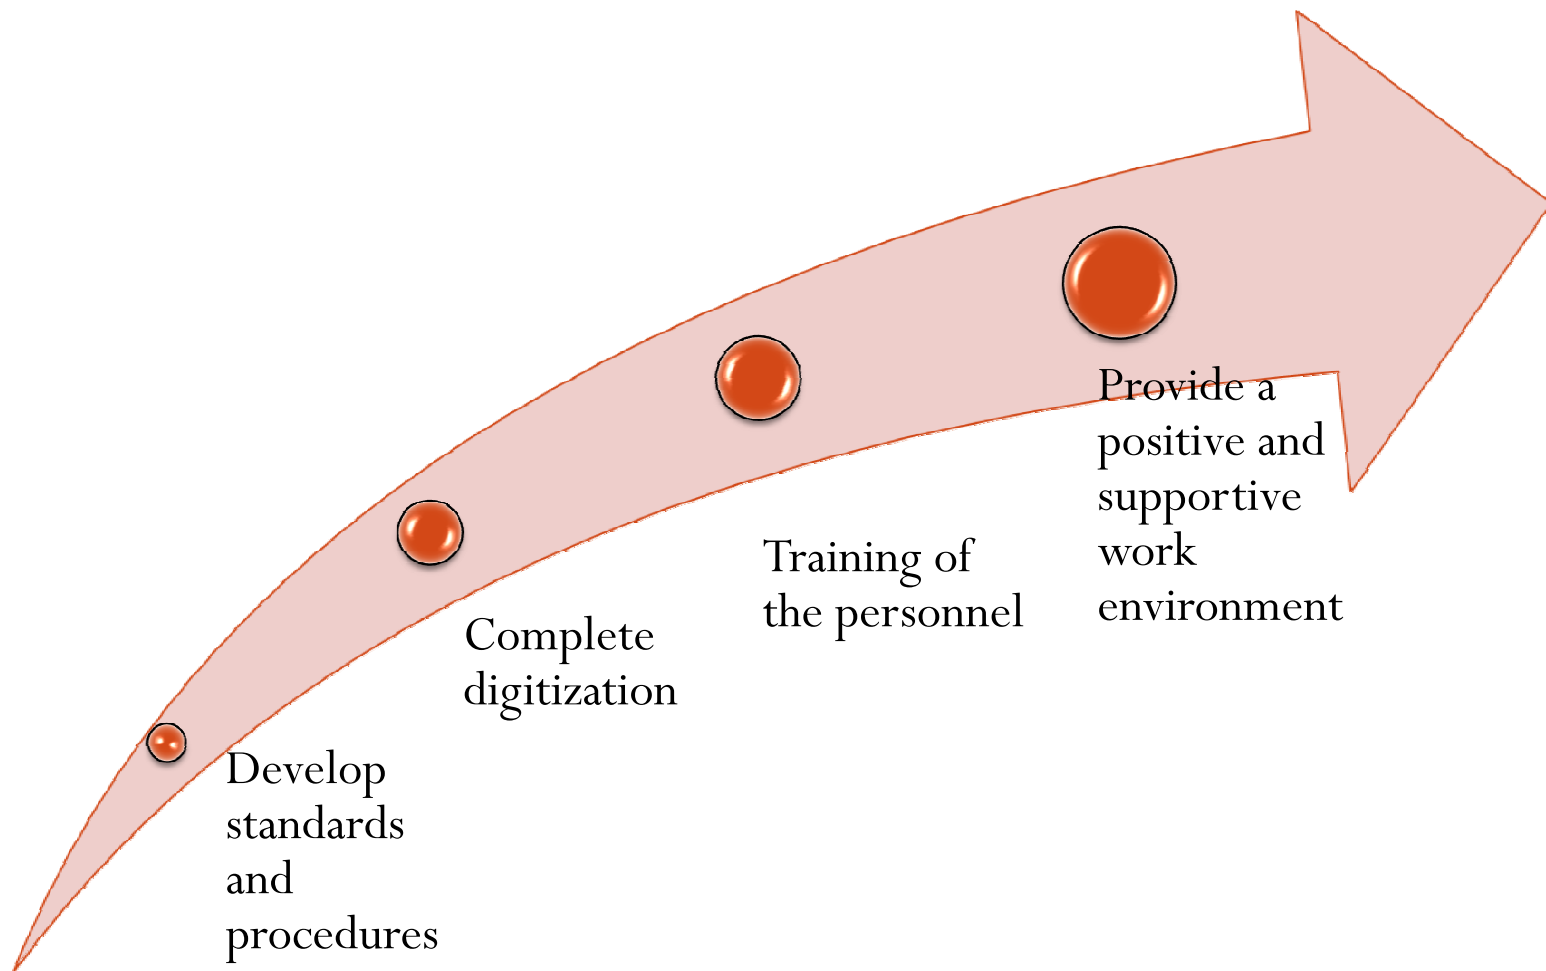 Develop
standards
and
procedures
Complete
digitization
Training of
the personnel
Provide a
positive and
supportive
work
environment